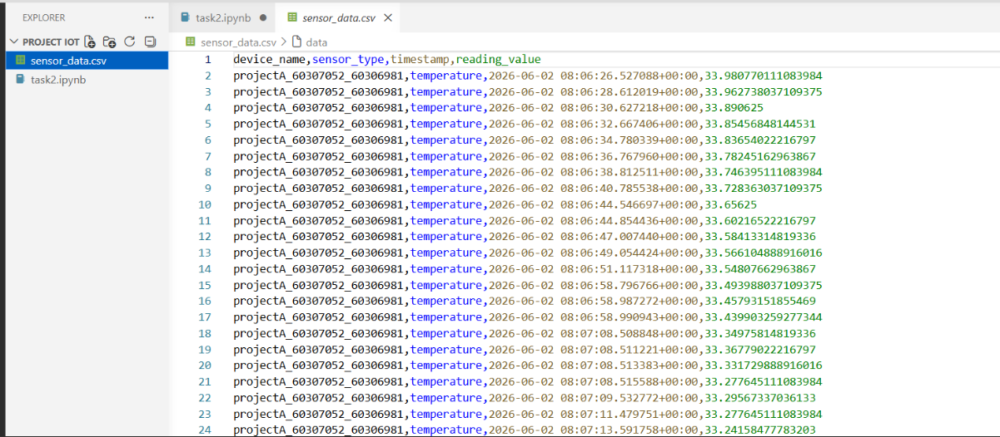 EXPLORER ...
task2.ipynb
sensor_data.csv
PROJECT IOT
sensor_data.csv
task2.ipynb
sensor_data.csv > data
1 device_name,sensor_type,timestamp,reading_value
2 projectA_60307052_60306981,temperature,2026-06-02 08:06:26.527088+00:00,33.980770111083984
3 projectA_60307052_60306981,temperature,2026-06-02 08:06:28.612019+00:00,33.962738037109375
4 projectA_60307052_60306981,temperature,2026-06-02 08:06:30.627218+00:00,33.890625
5 projectA_60307052_60306981,temperature,2026-06-02 08:06:32.667406+00:00,33.85456848144531
6 projectA_60307052_60306981,temperature,2026-06-02 08:06:34.780339+00:00,33.83654022216797
7 projectA_60307052_60306981,temperature,2026-06-02 08:06:36.767960+00:00,33.78245162963867
8 projectA_60307052_60306981,temperature,2026-06-02 08:06:38.812511+00:00,33.746395111083984
9 projectA_60307052_60306981,temperature,2026-06-02 08:06:40.785538+00:00,33.728363037109375
10 projectA_60307052_60306981,temperature,2026-06-02 08:06:44.546697+00:00,33.65625
11 projectA_60307052_60306981,temperature,2026-06-02 08:06:44.854436+00:00,33.60216522216797
12 projectA_60307052_60306981,temperature,2026-06-02 08:06:47.007440+00:00,33.58413314819336
13 projectA_60307052_60306981,temperature,2026-06-02 08:06:49.054424+00:00,33.566104888916016
14 projectA_60307052_60306981,temperature,2026-06-02 08:06:51.117318+00:00,33.54807662963867
15 projectA_60307052_60306981,temperature,2026-06-02 08:06:58.796766+00:00,33.493988037109375
16 projectA_60307052_60306981,temperature,2026-06-02 08:06:58.987272+00:00,33.45793151855469
17 projectA_60307052_60306981,temperature,2026-06-02 08:06:58.990943+00:00,33.439903259277344
18 projectA_60307052_60306981,temperature,2026-06-02 08:07:08.508848+00:00,33.34975814819336
19 projectA_60307052_60306981,temperature,2026-06-02 08:07:08.511221+00:00,33.36779022216797
20 projectA_60307052_60306981,temperature,2026-06-02 08:07:08.513383+00:00,33.331729888916016
21 projectA_60307052_60306981,temperature,2026-06-02 08:07:08.515588+00:00,33.277645111083984
22 projectA_60307052_60306981,temperature,2026-06-02 08:07:09.532772+00:00,33.29567337036133
23 projectA_60307052_60306981,temperature,2026-06-02 08:07:11.479751+00:00,33.277645111083984
24 projectA_60307052_60306981,temperature,2026-06-02 08:07:13.591758+00:00,33.24158477783203